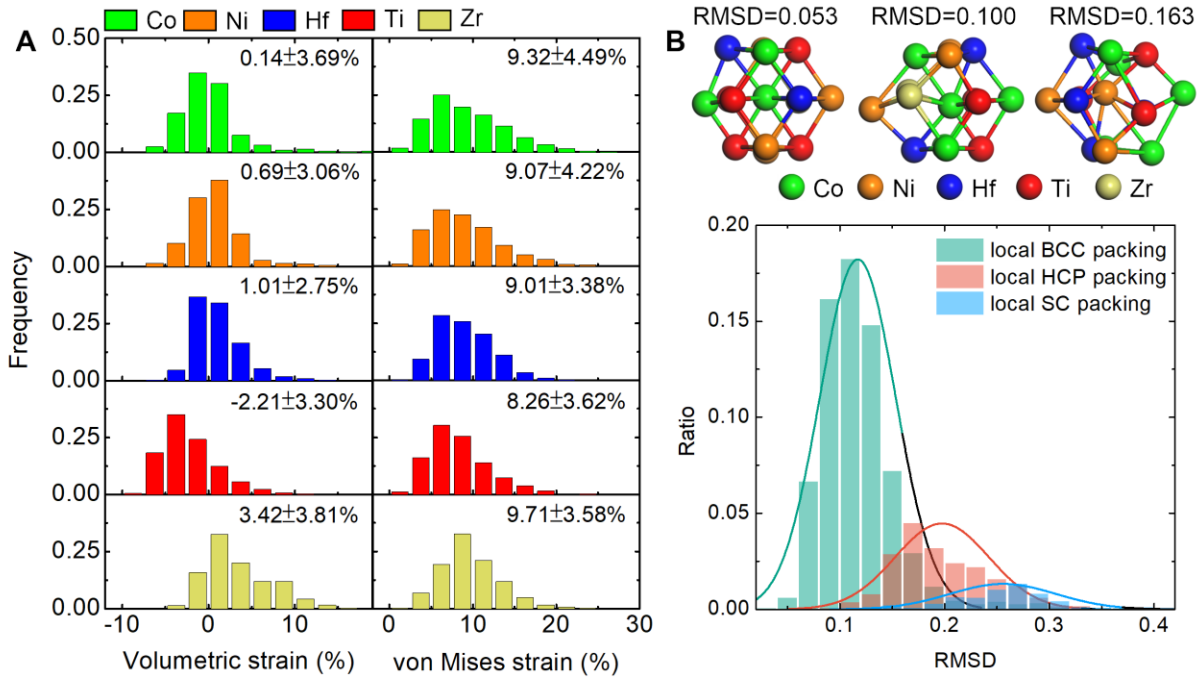 Co Ni Hf Ti Zr
A
0.50
0.14±3.69%
9.32±4.49%
0.25
0.00
0.69±3.06%
9.07±4.22%
0.25
0.00
1.01±2.75%
9.01±3.38%
0.25
0.00
-2.21±3.30%
8.26±3.62%
0.25
0.00
3.42±3.81%
9.71±3.58%
0.25
0.00
Frequency
-10 0 10 0 10 20 30
Volumetric strain (%)
von Mises strain (%)
B
RMSD=0.053 RMSD=0.100 RMSD=0.163
Co Ni Hf Ti Zr
0.20
0.15
0.10
0.05
0.00
Ratio
local BCC packing
local HCP packing
local SC packing
0.1 0.2 0.3 0.4
RMSD